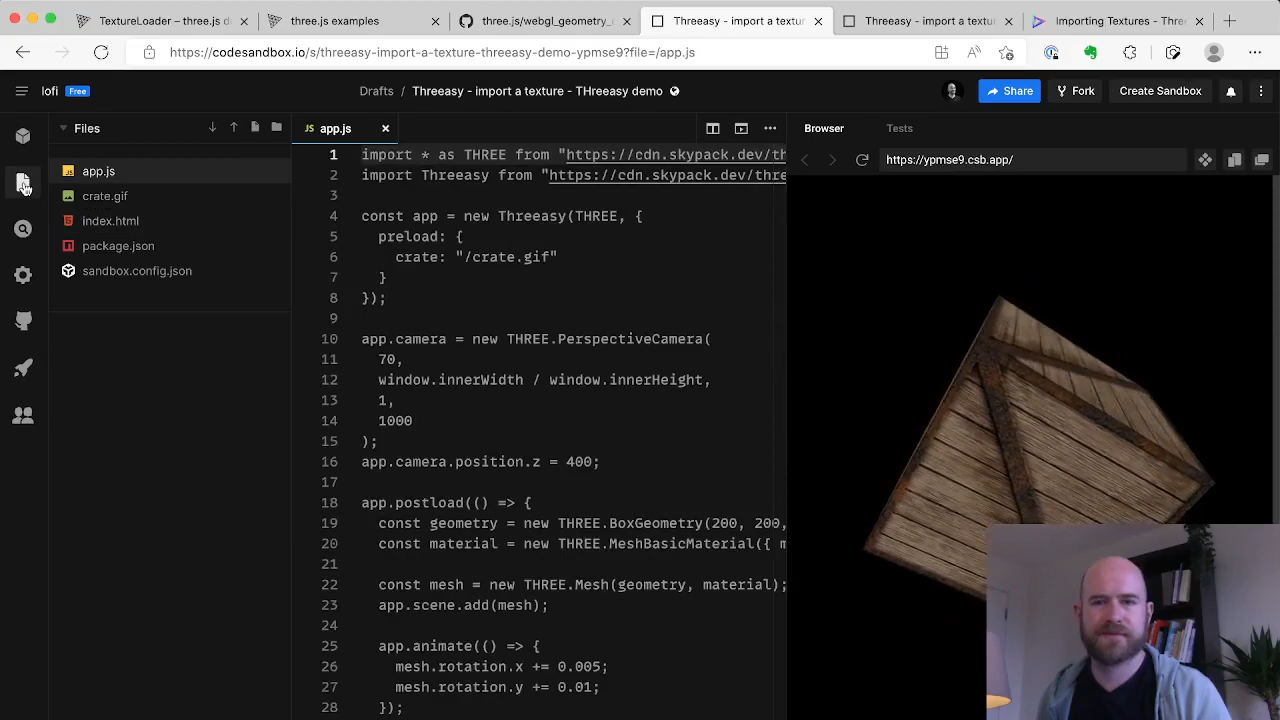 TextureLoader – three.js d
three.js examples
three.js/webgl_geometry_
Threeasy - import a textur
Threeasy - import a textu
Importing Textures - Thre
https://codesandbox.io/s/threeasy-import-a-texture-threeasy-demo-ypmse9?file=/app.js
lofi
Free
Drafts / Threeasy - import a texture - THreeasy demo
Share
Fork
Create Sandbox
Files
app.js
crate.gif
index.html
package.json
sandbox.config.json
JS app.js
1 import * as THREE from "https://cdn.skypack.dev/th
2 import Threeasy from "https://cdn.skypack.dev/thre
3
4 const app = new Threeasy(THREE, {
5 preload: {
6 crate: "/crate.gif"
7 }
8 });
9
10 app.camera = new THREE.PerspectiveCamera(
11 70,
12 window.innerWidth / window.innerHeight,
13 1,
14 1000
15 );
16 app.camera.position.z = 400;
17
18 app.postload(() => {
19 const geometry = new THREE.BoxGeometry(200, 200,
20 const material = new THREE.MeshBasicMaterial({ m
21
22 const mesh = new THREE.Mesh(geometry, material);
23 app.scene.add(mesh);
24
25 app.animate(() => {
26 mesh.rotation.x += 0.005;
27 mesh.rotation.y += 0.01;
28 });
Browser
Tests
https://ypmse9.csb.app/